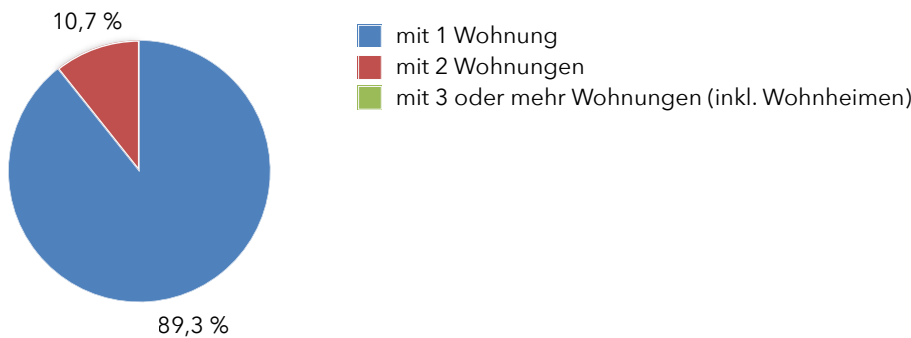 10,7 %
mit 1 Wohnung
mit 2 Wohnungen
mit 3 oder mehr Wohnungen (inkl. Wohnheimen)
89,3 %